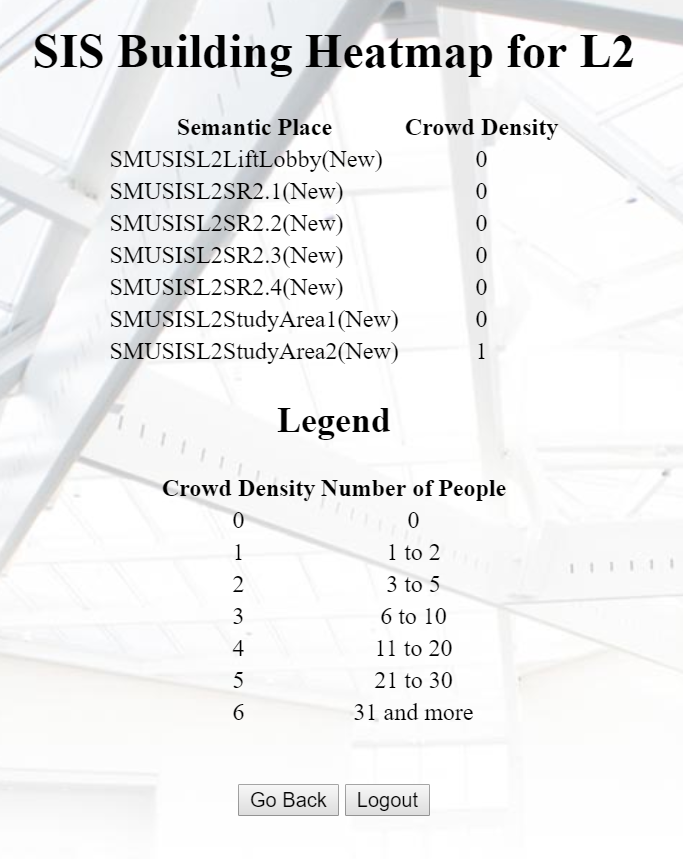 SIS Building Heatmap for L2
Semantic Place Crowd Density
SMUSISL2LiftLobby(New) 0
SMUSISL2SR2.1(New) 0
SMUSISL2SR2.2(New) 0
SMUSISL2SR2.3(New) 0
SMUSISL2SR2.4(New) 0
SMUSISL2StudyArea1(New) 0
SMUSISL2StudyArea2(New) 1
Legend
Crowd Density Number of People
0 0
1 1 to 2
2 3 to 5
3 6 to 10
4 11 to 20
5 21 to 30
6 31 and more
Go Back Logout